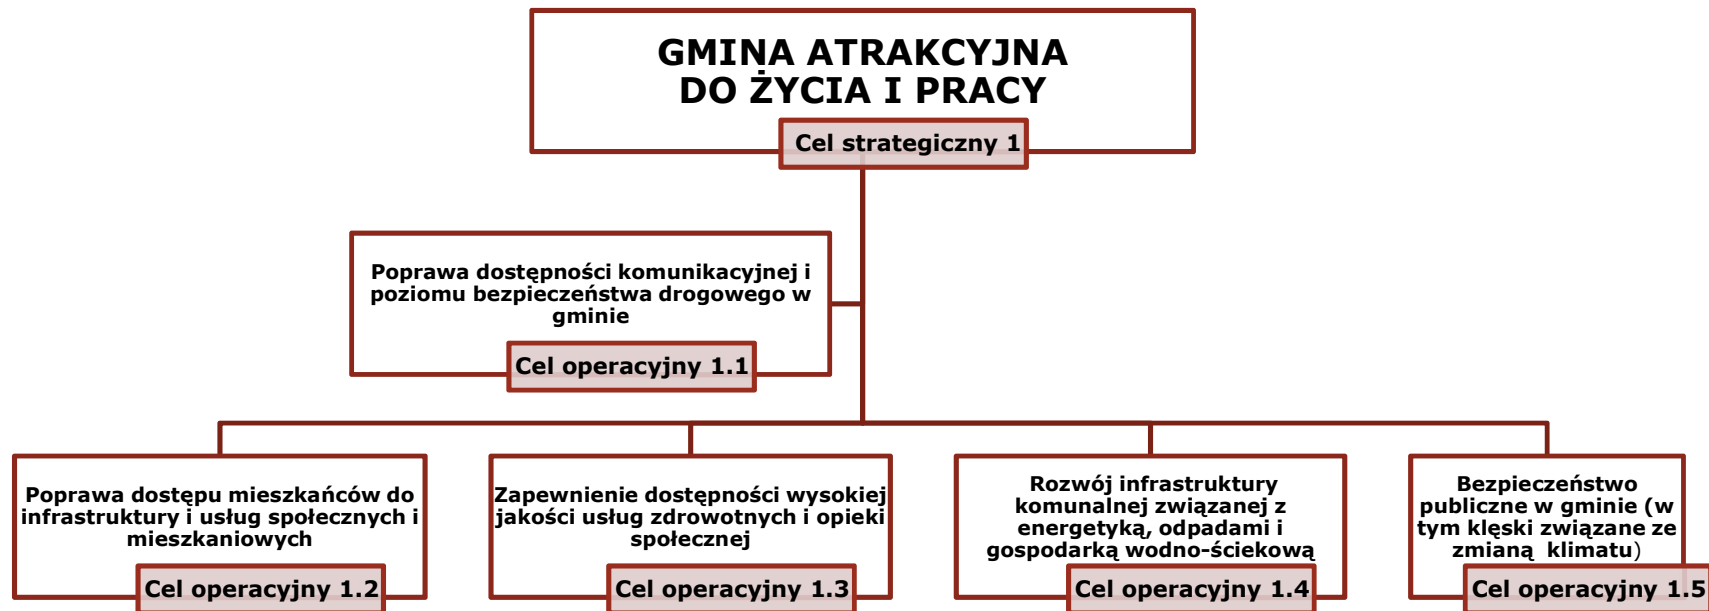 GMINA ATRAKCYJNA
DO ŻYCIA I PRACY
Cel strategiczny 1
Poprawa dostępności komunikacyjnej i
poziomu bezpieczeństwa drogowego w
gminie
Cel operacyjny 1.1
Poprawa dostępu mieszkańców do
infrastruktury i usług społecznych i
mieszkaniowych
Cel operacyjny 1.2
Zapewnienie dostępności wysokiej
jakości usług zdrowotnych i opieki
społecznej
Cel operacyjny 1.3
Rozwój infrastruktury
komunalnej związanej z
energetyką, odpadami i
gospodarką wodno-ściekową
Cel operacyjny 1.4
Bezpieczeństwo
publiczne w gminie (w
tym klęski związane ze
zmianą  klimatu)
Cel operacyjny 1.5